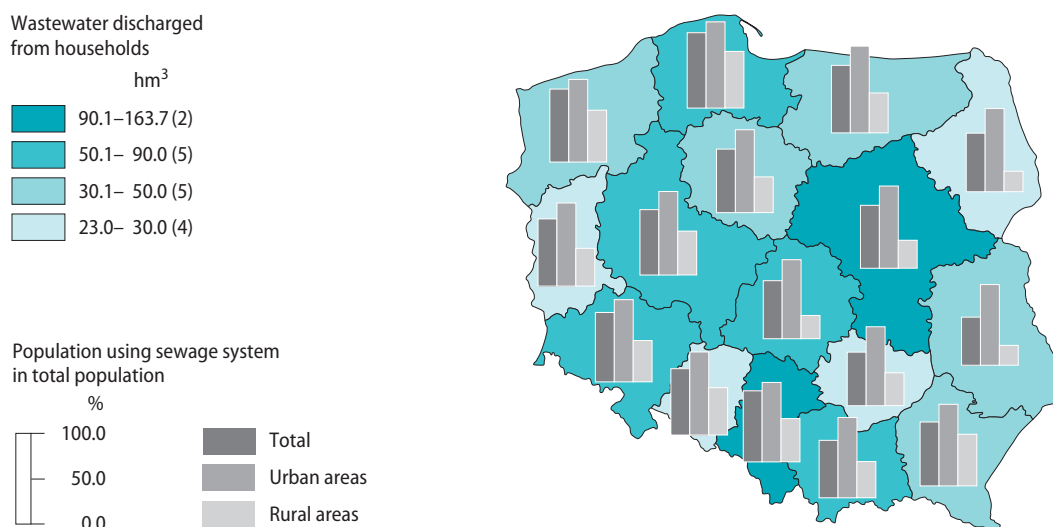 Wastewater discharged
from households
hm³
90.1–163.7 (2)
50.1– 90.0 (5)
30.1– 50.0 (5)
23.0– 30.0 (4)
Population using sewage system
in total population
%
100.0
50.0
0.0
Total
Urban areas
Rural areas